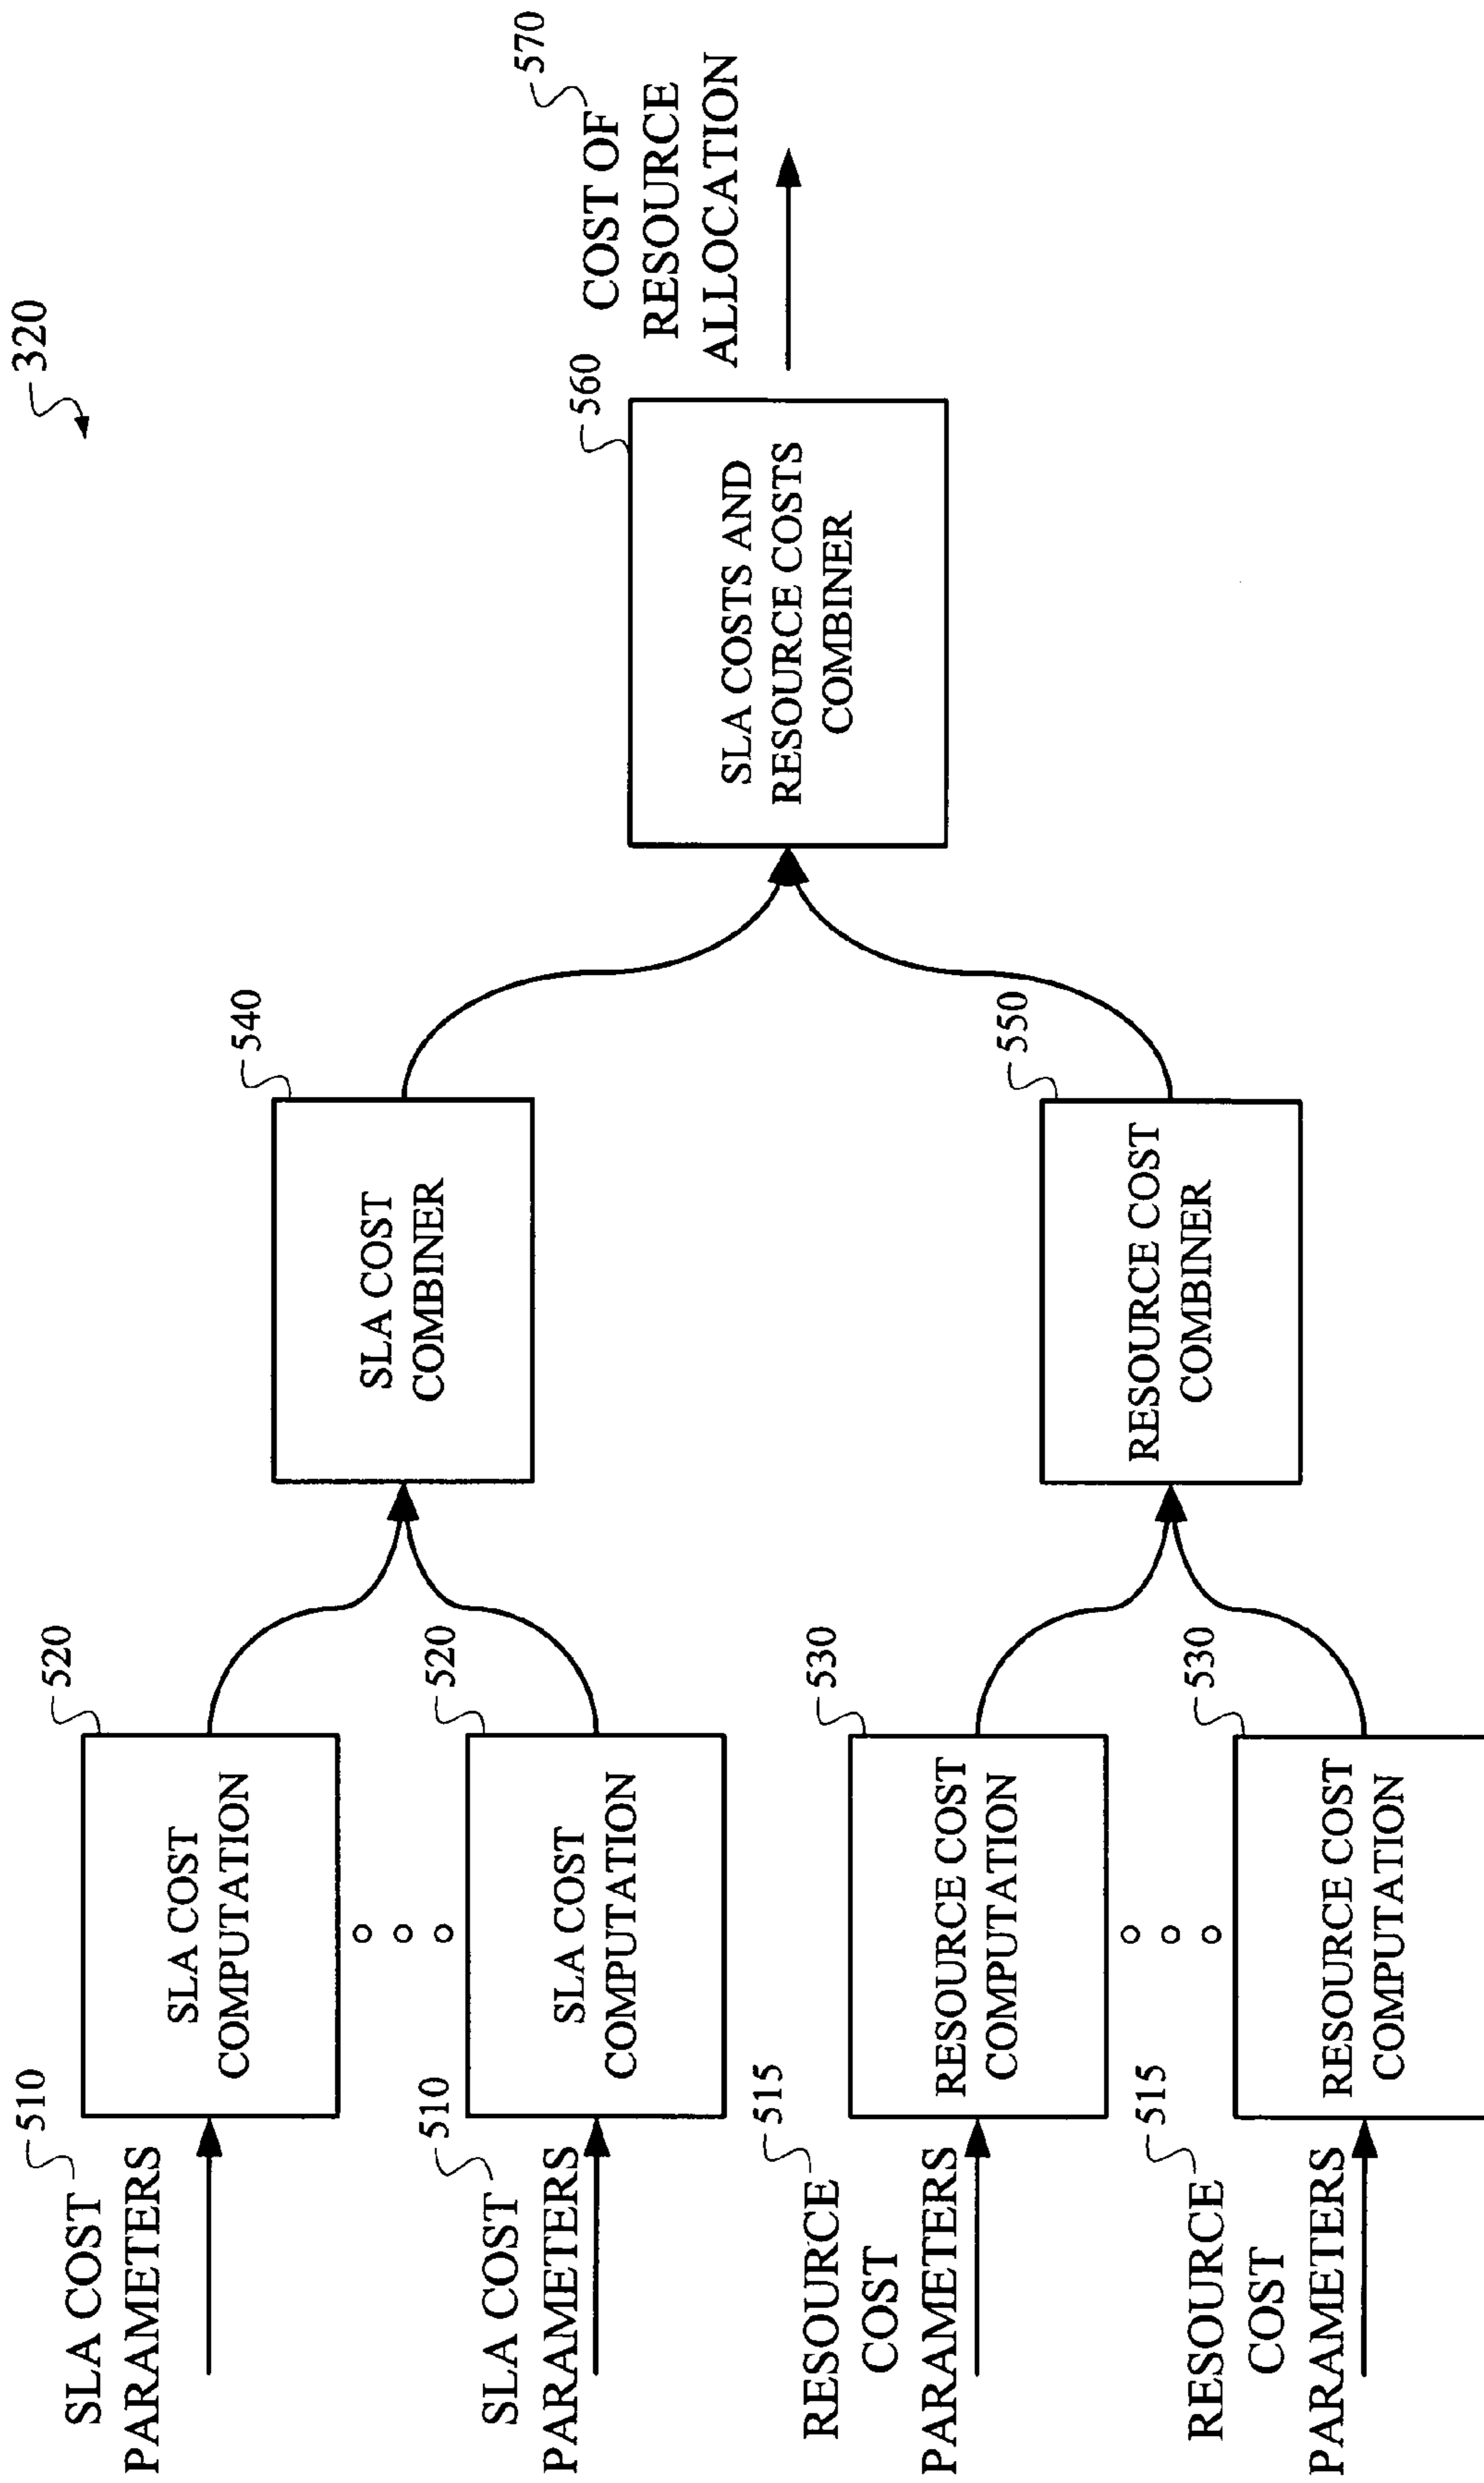 320
510
SLA COST
PARAMETERS
520
SLA COST
COMPUTATION
510
SLA COST
PARAMETERS
520
SLA COST
COMPUTATION
540
SLA COST
COMBINER
515
RESOURCE
COST
PARAMETERS
530
RESOURCE COST
COMPUTATION
515
RESOURCE
COST
PARAMETERS
530
RESOURCE COST
COMPUTATION
550
RESOURCE COST
COMBINER
560
SLA COSTS AND
RESOURCE COSTS
COMBINER
570
COST OF
RESOURCE
ALLOCATION